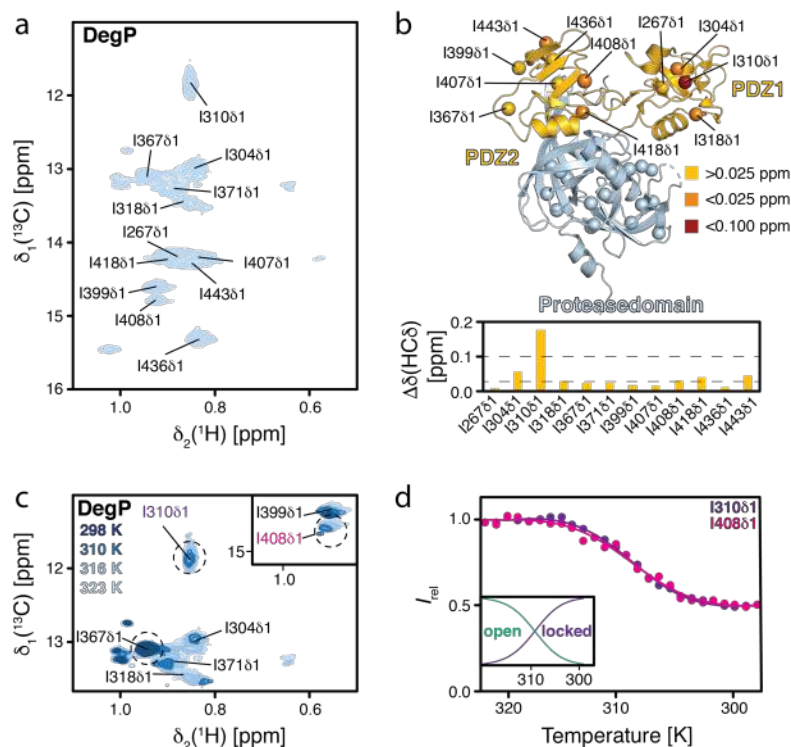 a
DegP
I310δ1
I367δ1
I304δ1
I371δ1
I318δ1
I267δ1
I418δ1
I407δ1
I443δ1
I399δ1
I408δ1
I436δ1
12
13
14
15
16
δ₁(¹³C) [ppm]
1.0 0.8 0.6
δ₂(¹H) [ppm]
b
I443δ1 I436δ1 I267δ1 I304δ1
I399δ1 I408δ1 I310δ1
I407δ1
PDZ1
I367δ1
I318δ1
I418δ1
PDZ2
>0.025 ppm
<0.025 ppm
<0.100 ppm
Proteasedomain
0.2
0.1
0.0
Δδ(HCδ)
[ppm]
I267δ1 I304δ1 I310δ1 I318δ1 I367δ1 I371δ1 I399δ1 I407δ1 I408δ1 I418δ1 I436δ1 I443δ1
c
DegP
298 K
310 K
316 K
323 K
I310δ1
I399δ1
I408δ1
15
1.0
I367δ1
I304δ1
I371δ1
I318δ1
12
13
δ₁(¹³C) [ppm]
1.0 0.8 0.6
δ₂(¹H) [ppm]
d
I310δ1
I408δ1
1.0
0.5
0.0
Irel
open locked
310 300
320 310 300
Temperature [K]